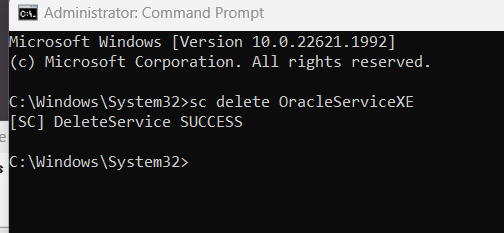 Administrator: Command Prompt
Microsoft Windows [Version 10.0.22621.1992]
(c) Microsoft Corporation. All rights reserved.
C:\Windows\System32>sc delete OracleServiceXE
[SC] DeleteService SUCCESS
C:\Windows\System32>